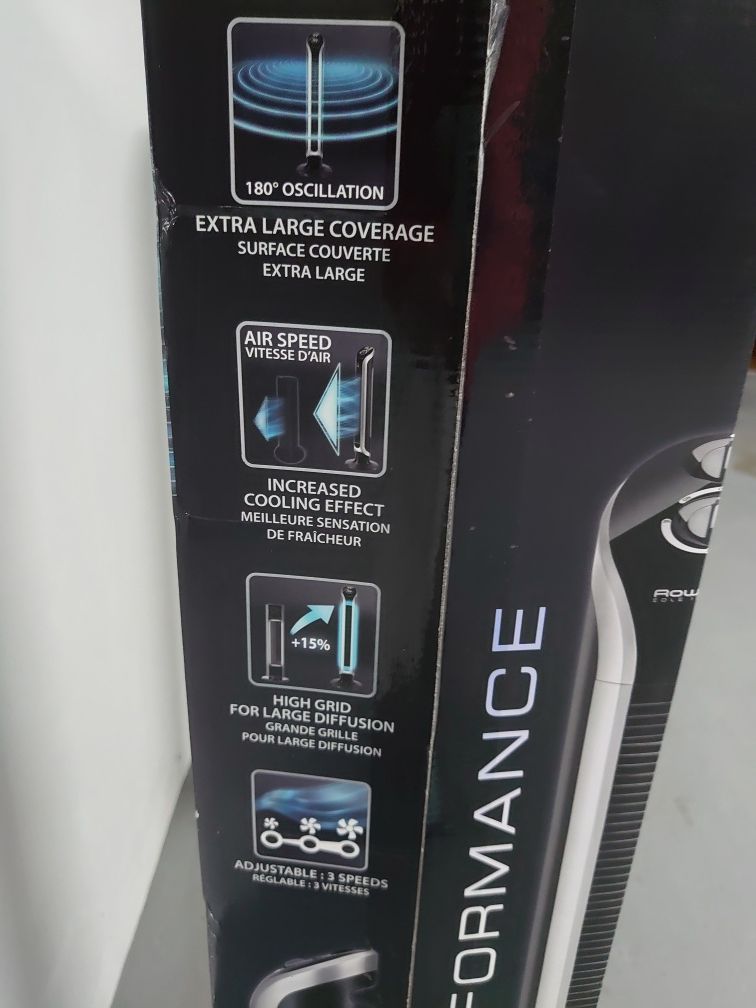 180° OSCILLATION
EXTRA LARGE COVERAGE
SURFACE COUVERTE
EXTRA LARGE
AIR SPEED
VITESSE D'AIR
INCREASED
COOLING EFFECT
MEILLEURE SENSATION
DE FRAÎCHEUR
+15%
HIGH GRID
FOR LARGE DIFFUSION
GRANDE GRILLE
POUR LARGE DIFFUSION
ADJUSTABLE : 3 SPEEDS
RÉGLABLE : 3 VITESSES
FORMANCE
ROW